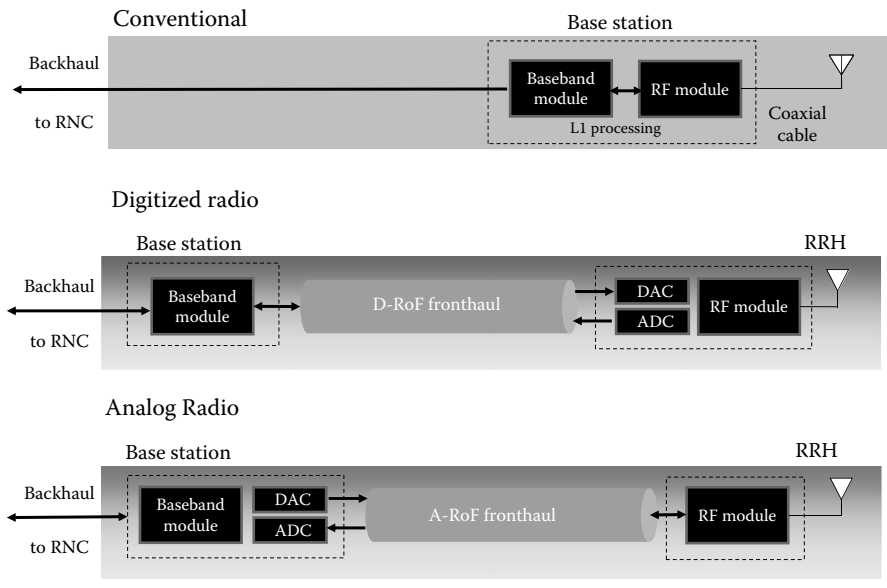 Conventional
Base station
Backhaul
to RNC
Baseband
module
RF module
L1 processing
Coaxial
cable
Digitized radio
Base station
RRH
Backhaul
to RNC
Baseband
module
D-RoF fronthaul
DAC
ADC
RF module
Analog Radio
Base station
RRH
Backhaul
to RNC
Baseband
module
DAC
ADC
A-RoF fronthaul
RF module